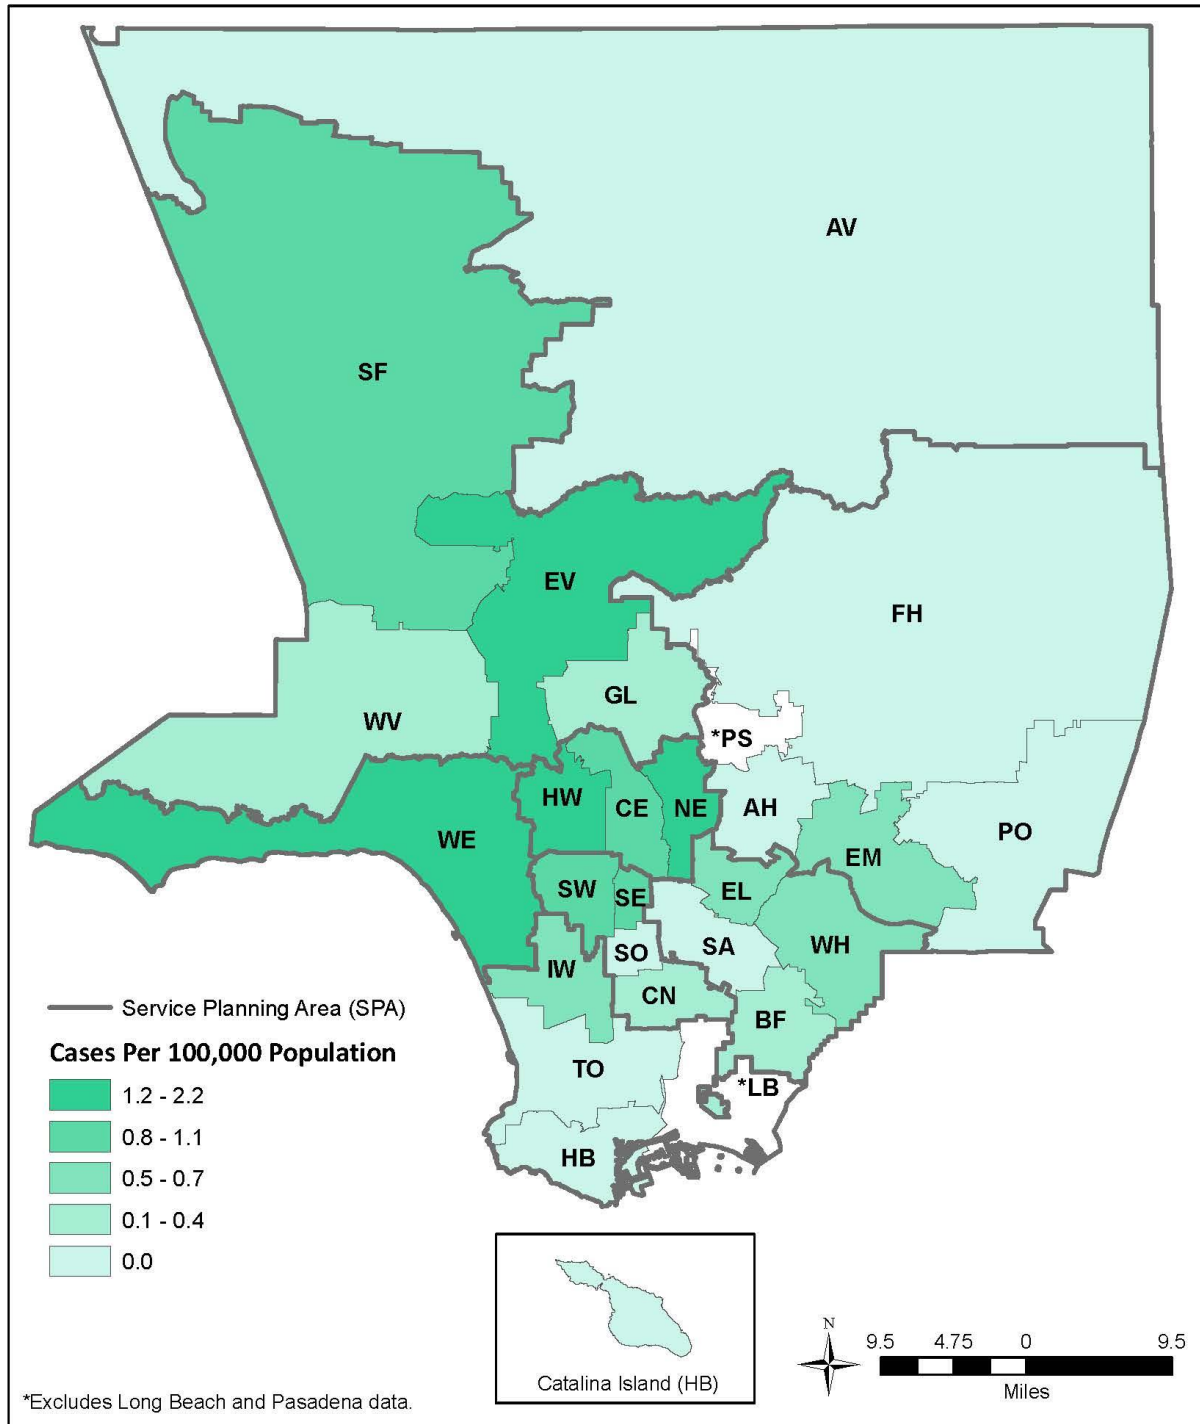 AV
SF
EV
FH
GL
WV
*PS
HW
CE
NE
AH
PO
WE
EM
SW
SE
EL
SO
SA
WH
IW
CN
BF
TO
*LB
HB
Service Planning Area (SPA)
Cases Per 100,000 Population
1.2 - 2.2
0.8 - 1.1
0.5 - 0.7
0.1 - 0.4
0.0
Catalina Island (HB)
N
9.5 4.75 0 9.5
Miles
*Excludes Long Beach and Pasadena data.